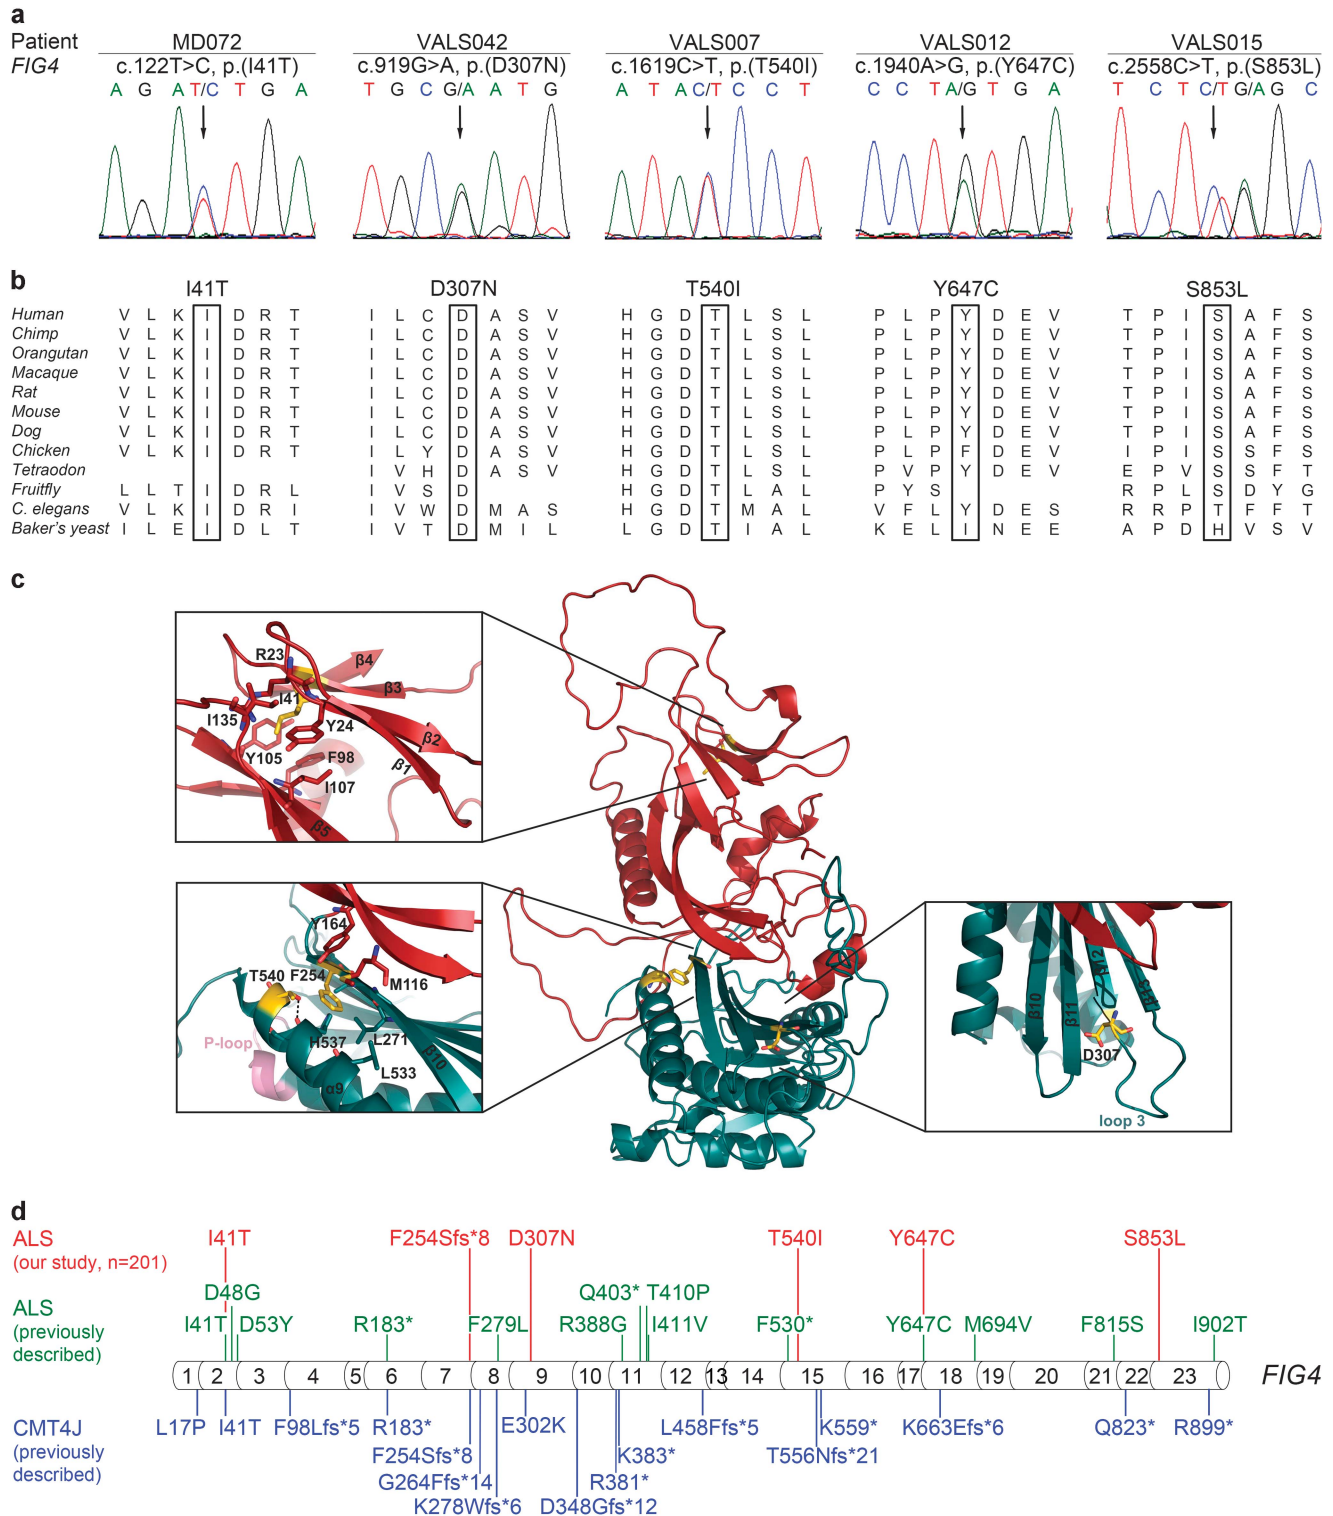 a
Patient MD072 VALS042 VALS007 VALS012 VALS015
FIG4 c.122T>C, p.(I41T) c.919G>A, p.(D307N) c.1619C>T, p.(T540I) c.1940A>G, p.(Y647C) c.2558C>T, p.(S853L)
A G A T/C T G A T G C G/A A T G A T A C/T C C T C C T A/G T G A T C T C/T G/A G C
b
I41T D307N T540I Y647C S853L
Human V L K I D R T I L C D A S V H G D T L S L P L P Y D E V T P I S A F S
Chimp V L K I D R T I L C D A S V H G D T L S L P L P Y D E V T P I S A F S
Orangutan V L K I D R T I L C D A S V H G D T L S L P L P Y D E V T P I S A F S
Macaque V L K I D R T I L C D A S V H G D T L S L P L P Y D E V T P I S A F S
Rat V L K I D R T I L C D A S V H G D T L S L P L P Y D E V T P I S A F S
Mouse V L K I D R T I L C D A S V H G D T L S L P L P Y D E V T P I S A F S
Dog V L K I D R T I L C D A S V H G D T L S L P L P Y D E V T P I S A F S
Chicken V L K I D R T I L Y D A S V H G D T L S L P L P F D E V I P I S S F S
Tetraodon I V H D A S V H G D T L S L P V P Y D E V E P V S S F T
Fruitfly L L T I D R L I V S D H G D T L A L P Y S R P L S D Y G
C. elegans V L K I D R I I V W D M A S H G D T M A L V F L Y D E S R R P T F F T
Baker's yeast I L E I D L T I V T D M I L L G D T I A L K E L I N E E A P D H V S V
c
R23 β4
β3
I41
I135
Y24
β2
Y105
F98
β1
I107
β5
Y164
T540 F254
M116
P-loop
H537
L271
L533
β10
α9
β10
β11
β12
β13
D307
loop 3
d
ALS I41T F254Sfs*8 D307N T540I Y647C S853L
(our study, n=201)
D48G Q403* T410P
ALS I41T D53Y R183* F279L R388G I411V F530* Y647C M694V F815S I902T
(previously
described)
1 2 3 4 5 6 7 8 9 10 11 12 13 14 15 16 17 18 19 20 21 22 23 FIG4
CMT4J L17P I41T F98Lfs*5 R183* E302K L458Ffs*5 K559* K663Efs*6 Q823* R899*
(previously F254Sfs*8 K383* T556Nfs*21
described) G264Ffs*14 R381*
K278Wfs*6 D348Gfs*12